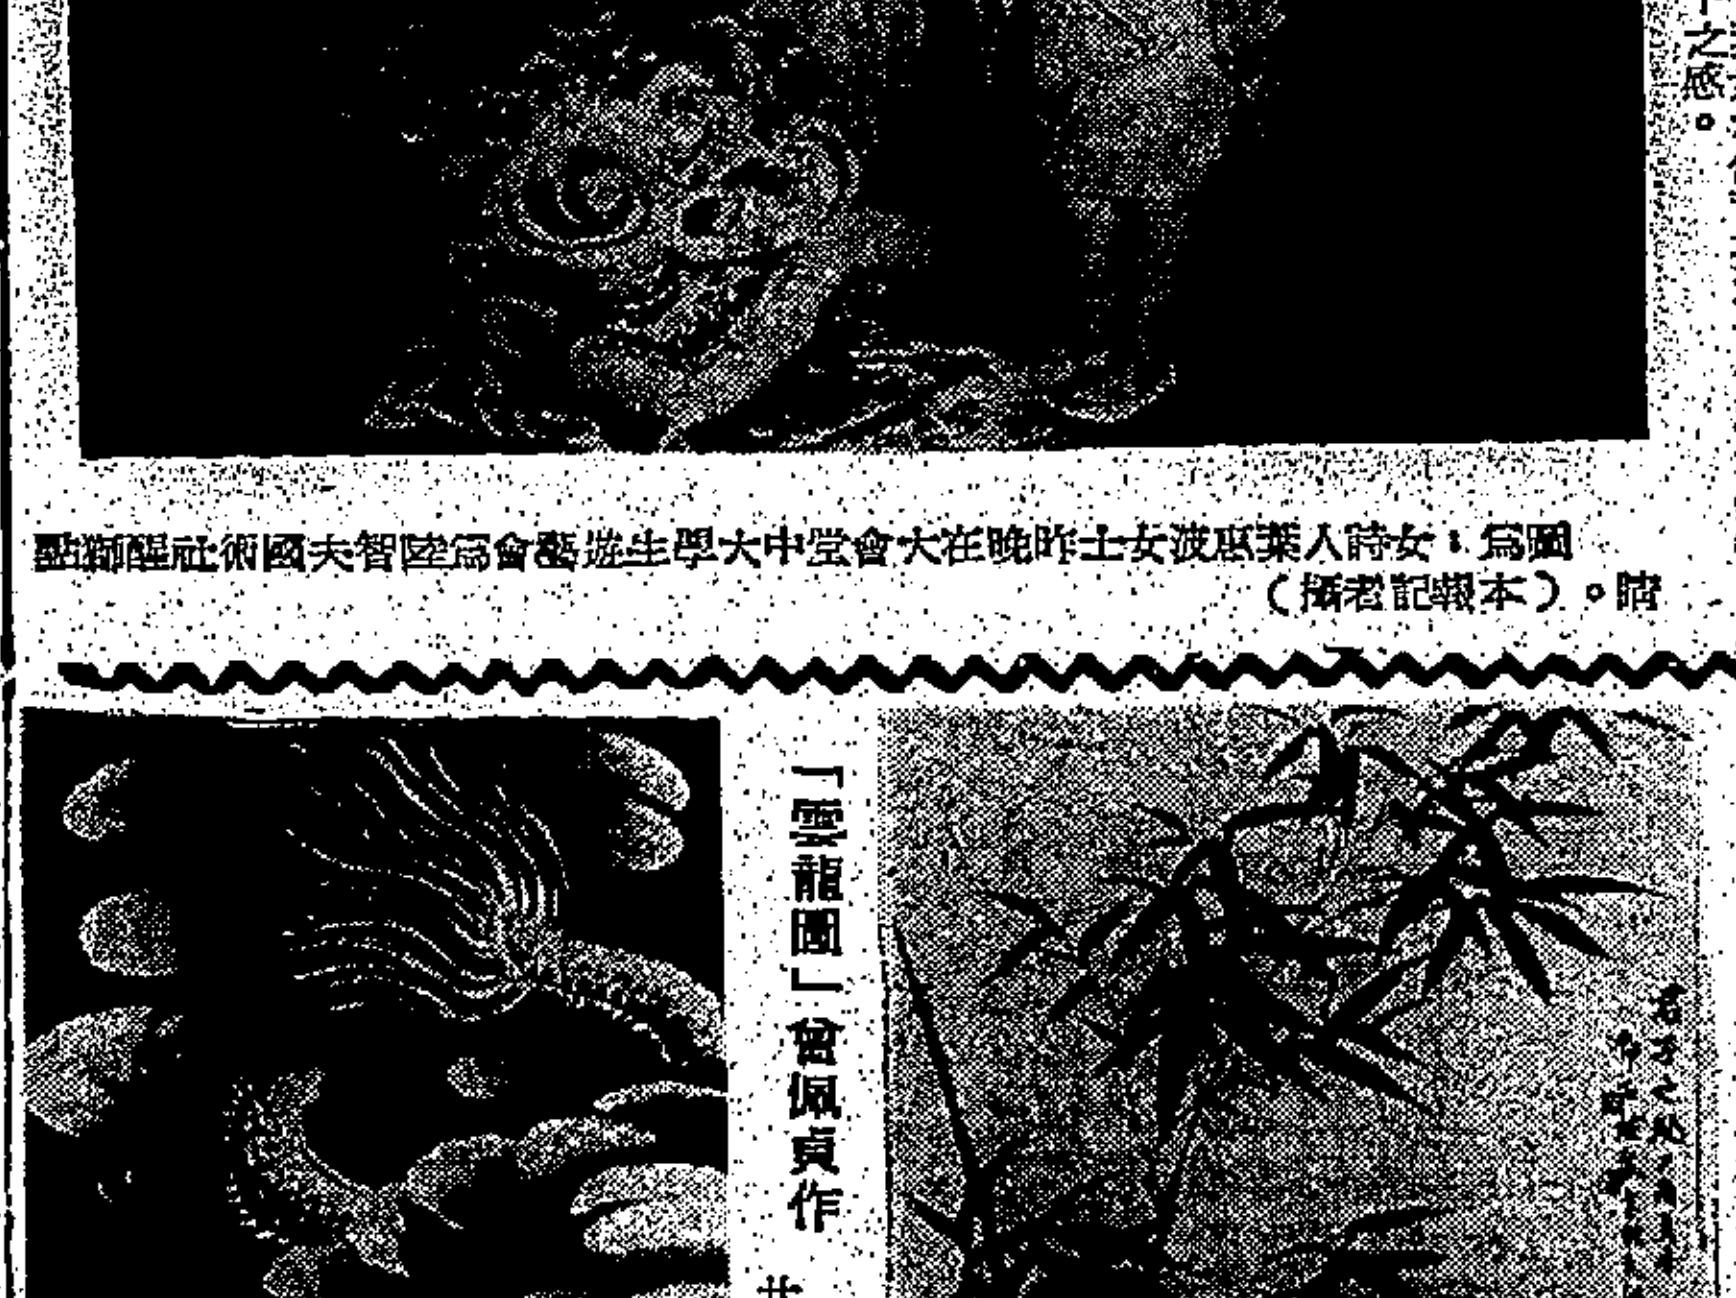 之感。
圖爲：女詩人葉惠波女士昨晚在大會堂中大學生遊藝會爲陸智夫國術社醒獅點
睛。（本報記者攝）
「雲龍圖」曾佩貞作